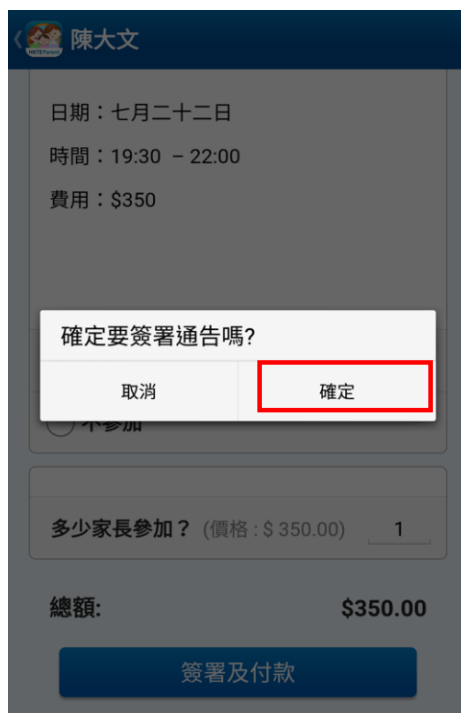 陳大文
日期：七月二十二日
時間：19:30 – 22:00
費用：$350
確定要簽署通告嗎?
取消 確定
不參加
多少家長參加？ (價格 : $ 350.00) 1
總額: $350.00
簽署及付款